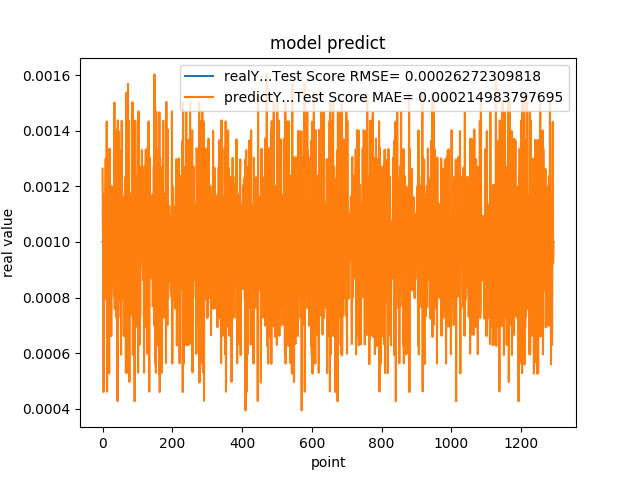 model predict
realY...Test Score RMSE= 0.00026272309818
predictY...Test Score MAE= 0.000214983797695
0.0016
0.0014
0.0012
0.0010
0.0008
0.0006
0.0004
real value
0 200 400 600 800 1000 1200
point